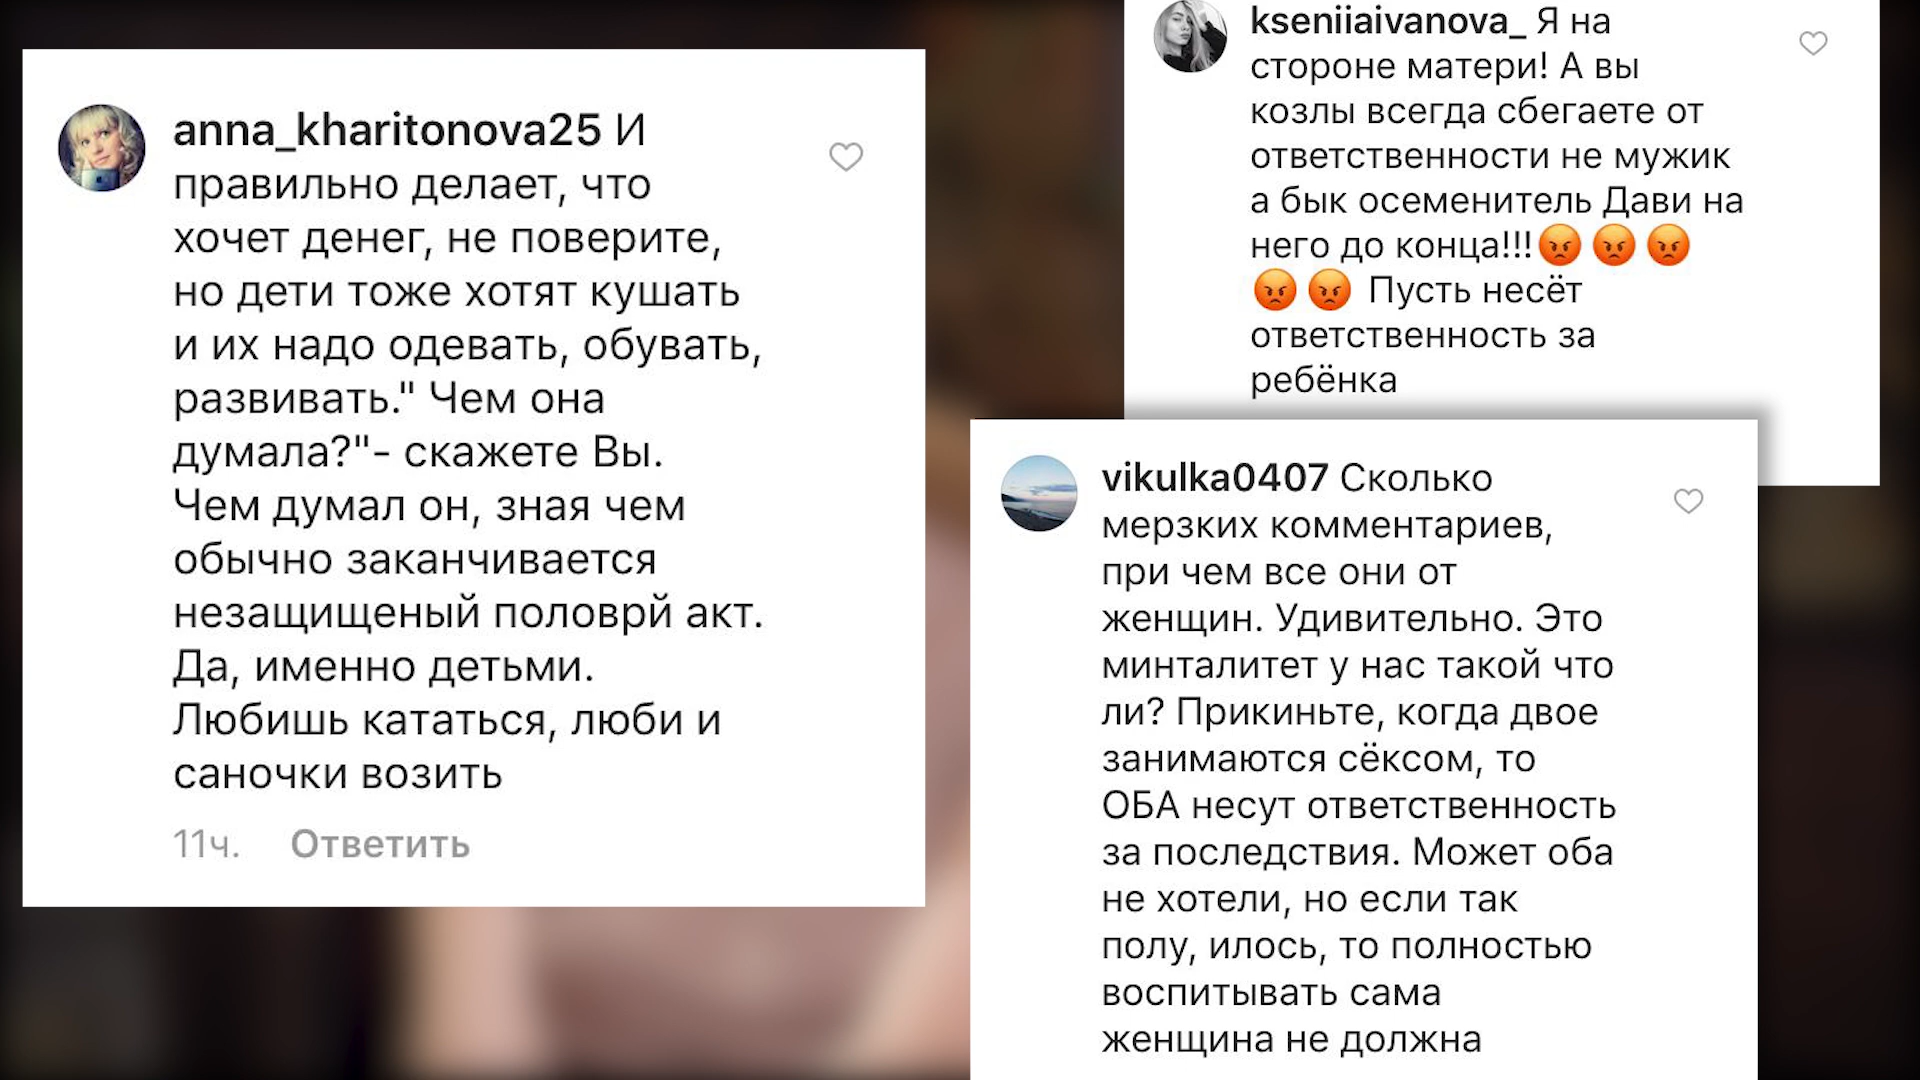 anna_kharitonova25 И
правильно делает, что
хочет денег, не поверите,
но дети тоже хотят кушать
и их надо одевать, обувать,
развивать." Чем она
думала?"- скажете Вы.
Чем думал он, зная чем
обычно заканчивается
незащищеный половрй акт.
Да, именно детьми.
Любишь кататься, люби и
саночки возить
11ч. Ответить
kseniiaivanova_ Я на
стороне матери! А вы
козлы всегда сбегаете от
ответственности не мужик
а бык осеменитель Дави на
него до конца!!!😡😡😡
😡😡 Пусть несёт
ответственность за
ребёнка
vikulka0407 Сколько
мерзких комментариев,
при чем все они от
женщин. Удивительно. Это
минталитет у нас такой что
ли? Прикиньте, когда двое
занимаются сёксом, то
ОБА несут ответственность
за последствия. Может оба
не хотели, но если так
полу, илось, то полностью
воспитывать сама
женщина не должна